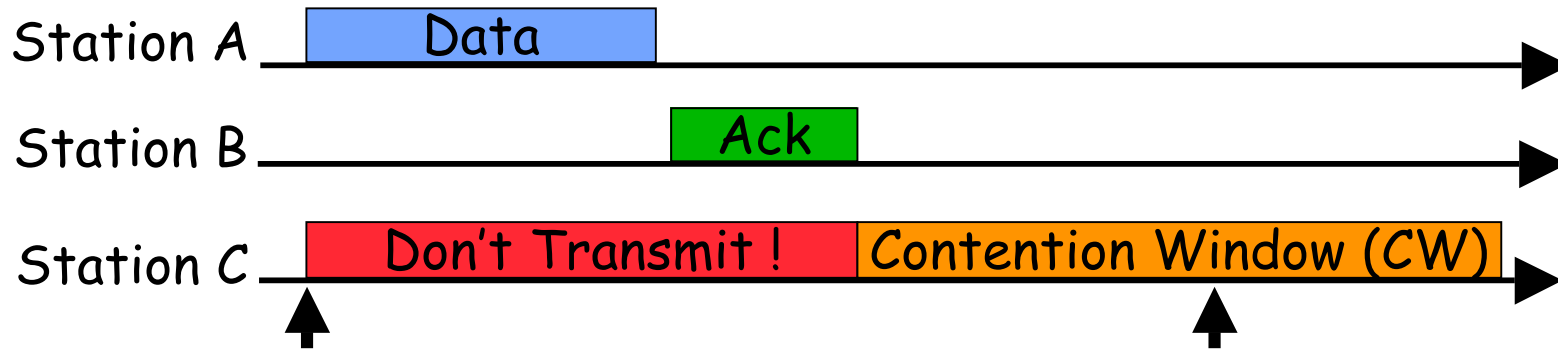 Station A Data
Station B Ack
Station C Don't Transmit ! Contention Window (CW)